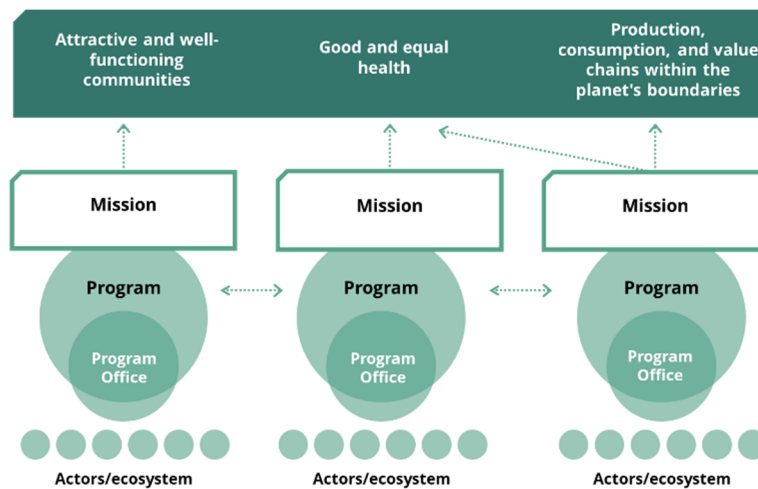 Attractive and well-
functioning
communities
Good and equal
health
Production,
consumption, and value
chains within the
planet's boundaries
Mission
Mission
Mission
Program
Program
Program
Program
Office
Program
Office
Program
Office
Actors/ecosystem
Actors/ecosystem
Actors/ecosystem